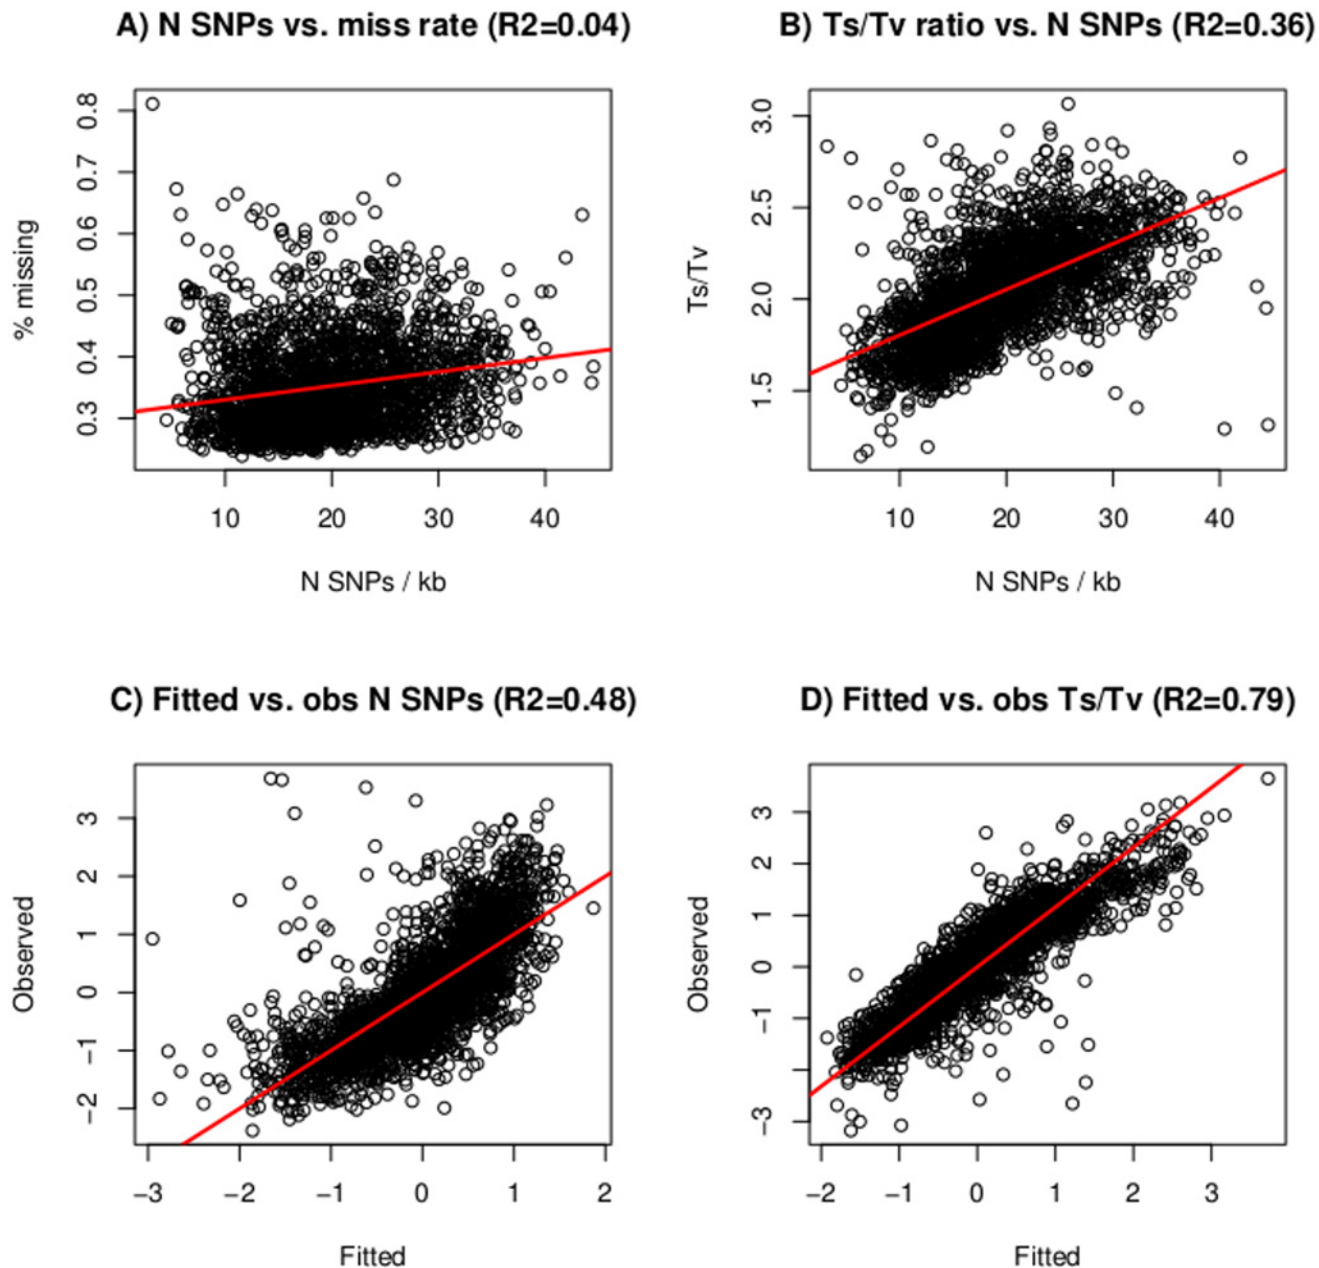 A) N SNPs vs. miss rate (R2=0.04)
% missing
0.8
0.7
0.6
0.5
0.4
0.3
10 20 30 40
N SNPs / kb
B) Ts/Tv ratio vs. N SNPs (R2=0.36)
Ts/Tv
3.0
2.5
2.0
1.5
10 20 30 40
N SNPs / kb
C) Fitted vs. obs N SNPs (R2=0.48)
Observed
3
2
1
0
−1
−2
−3 −2 −1 0 1 2
Fitted
D) Fitted vs. obs Ts/Tv (R2=0.79)
Observed
3
2
1
0
−1
−3
−2 −1 0 1 2 3
Fitted